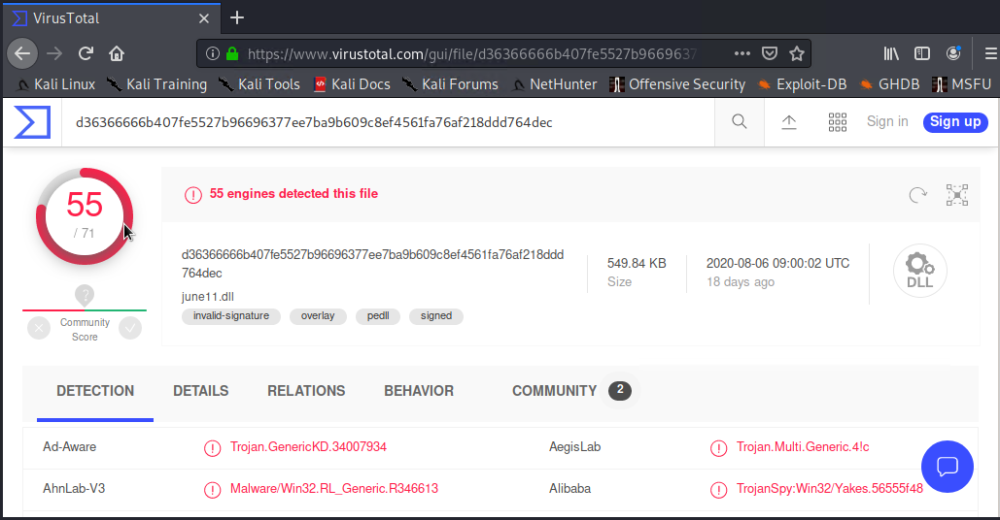 VirusTotal
https://www.virustotal.com/gui/file/d36366666b407fe5527b96696637
Kali Linux Kali Training Kali Tools Kali Docs Kali Forums NetHunter Offensive Security Exploit-DB GHDB MSFU
d36366666b407fe5527b96696377ee7ba9b609c8ef4561fa76af218ddd764dec Sign in Sign up
55
/ 71
?
Community
Score
55 engines detected this file
d36366666b407fe5527b96696377ee7ba9b609c8ef4561fa76af218ddd
764dec
june11.dll
invalid-signature overlay pedll signed
549.84 KB
Size
2020-08-06 09:00:02 UTC
18 days ago
DLL
DETECTION DETAILS RELATIONS BEHAVIOR COMMUNITY 2
Ad-Aware Trojan.GenericKD.34007934 AegisLab Trojan.Multi.Generic.4!c
AhnLab-V3 Malware/Win32.RL_Generic.R346613 Alibaba TrojanSpy:Win32/Yakes.56555f48